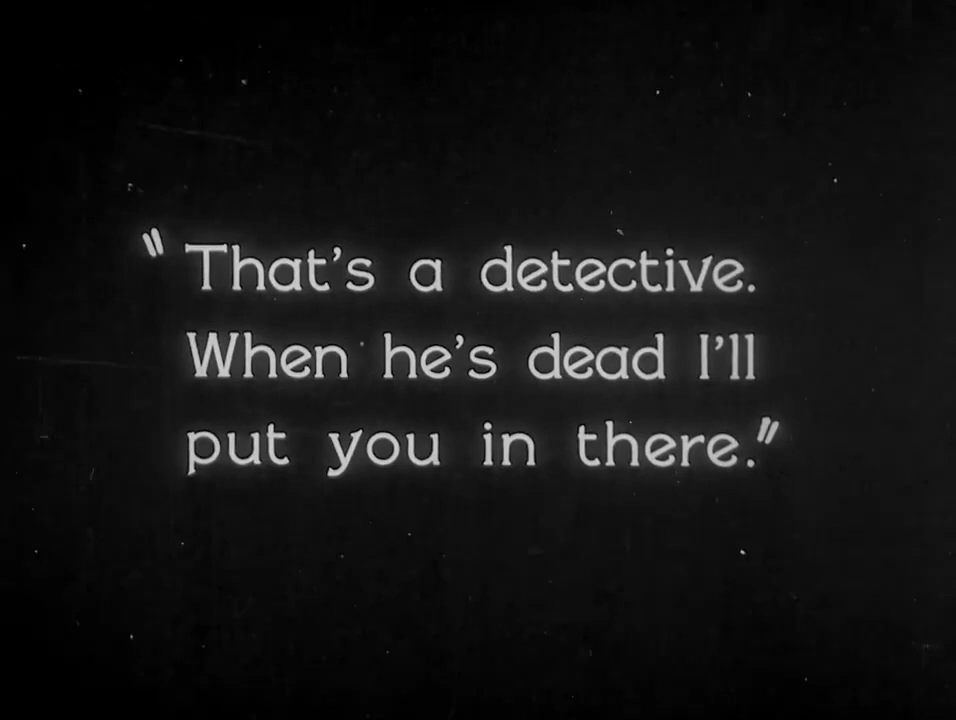 "That's a detective.
When he's dead I'll
put you in there."